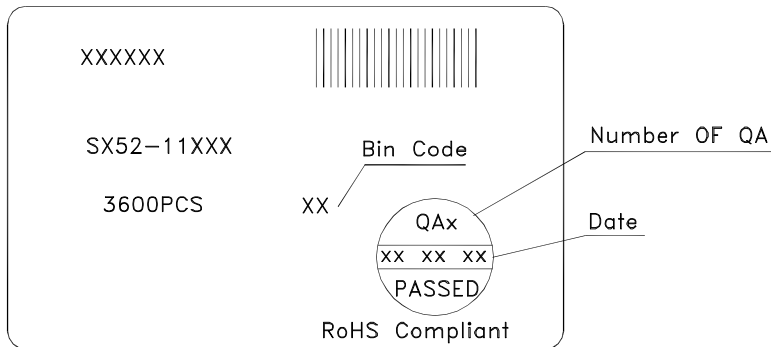 XXXXXX
SX52-11XXX
Bin Code
Number OF QA
3600PCS
XX
QAx
Date
XX XX XX
PASSED
RoHS Compliant